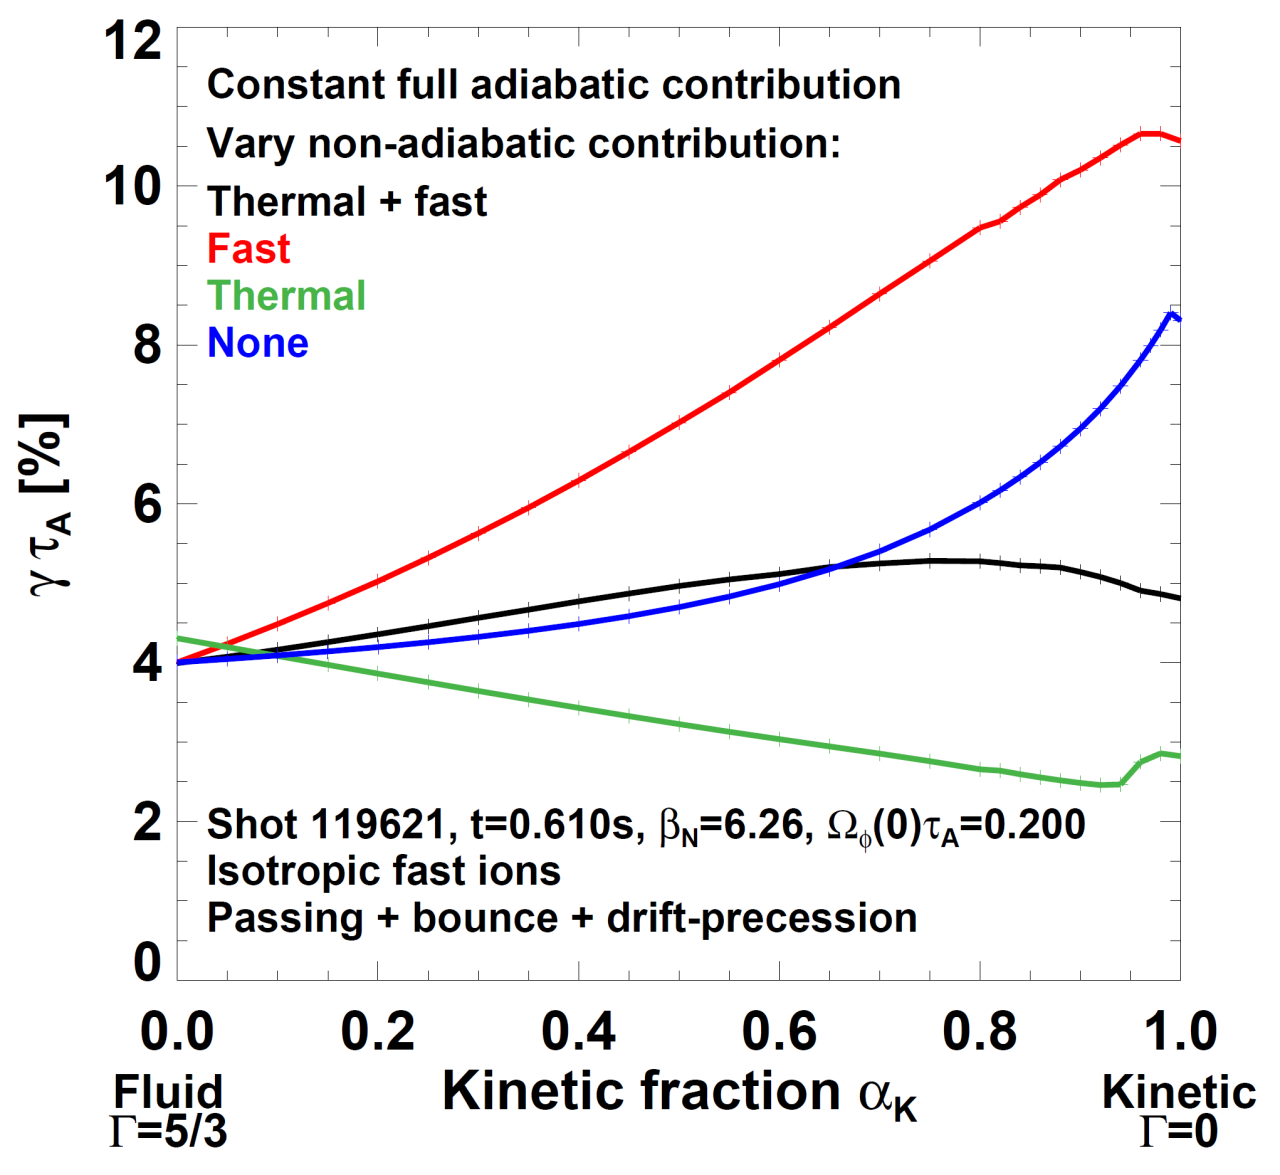 12
10
8
6
4
2
0
γ τA [%]
Constant full adiabatic contribution
Vary non-adiabatic contribution:
Thermal + fast
Fast
Thermal
None
Shot 119621, t=0.610s, βN=6.26, Ωϕ(0)τA=0.200
Isotropic fast ions
Passing + bounce + drift-precession
0.0 0.2 0.4 0.6 0.8 1.0
Fluid Kinetic fraction αK Kinetic
Γ=5/3 Γ=0